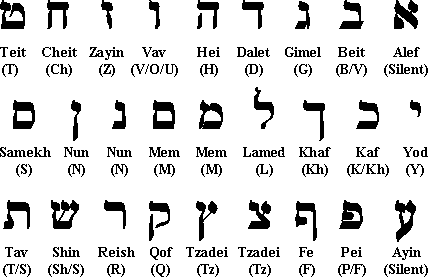 א ב ג ד ה ו ז ח ט
Teit Cheit Zayin Vav Hei Dalet Gimel Beit Alef
(T) (Ch) (Z) (V/O/U) (H) (D) (G) (B/V) (Silent)
י כ ך ל מ ם נ ן ס
Samekh Nun Nun Mem Mem Lamed Khaf Kaf Yod
(S) (N) (N) (M) (M) (L) (Kh) (K/Kh) (Y)
ע פ ף צ ץ ק ר ש ת
Tav Shin Reish Qof Tzadei Tzadei Fe Pei Ayin
(T/S) (Sh/S) (R) (Q) (Tz) (Tz) (F) (P/F) (Silent)